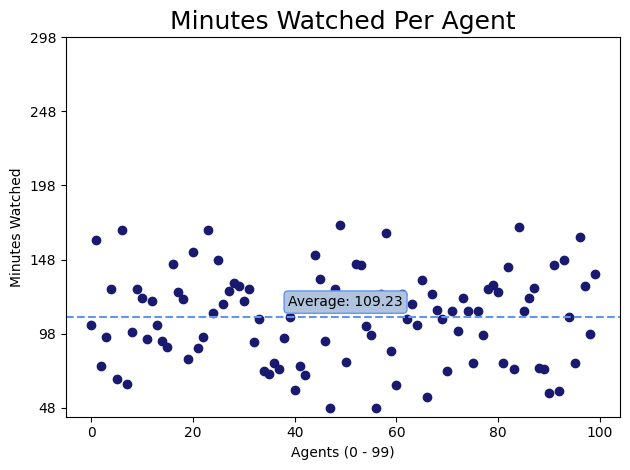 Minutes Watched Per Agent
298
248
198
148
98
48
Minutes Watched
Average: 109.23
0 20 40 60 80 100
Agents (0 - 99)